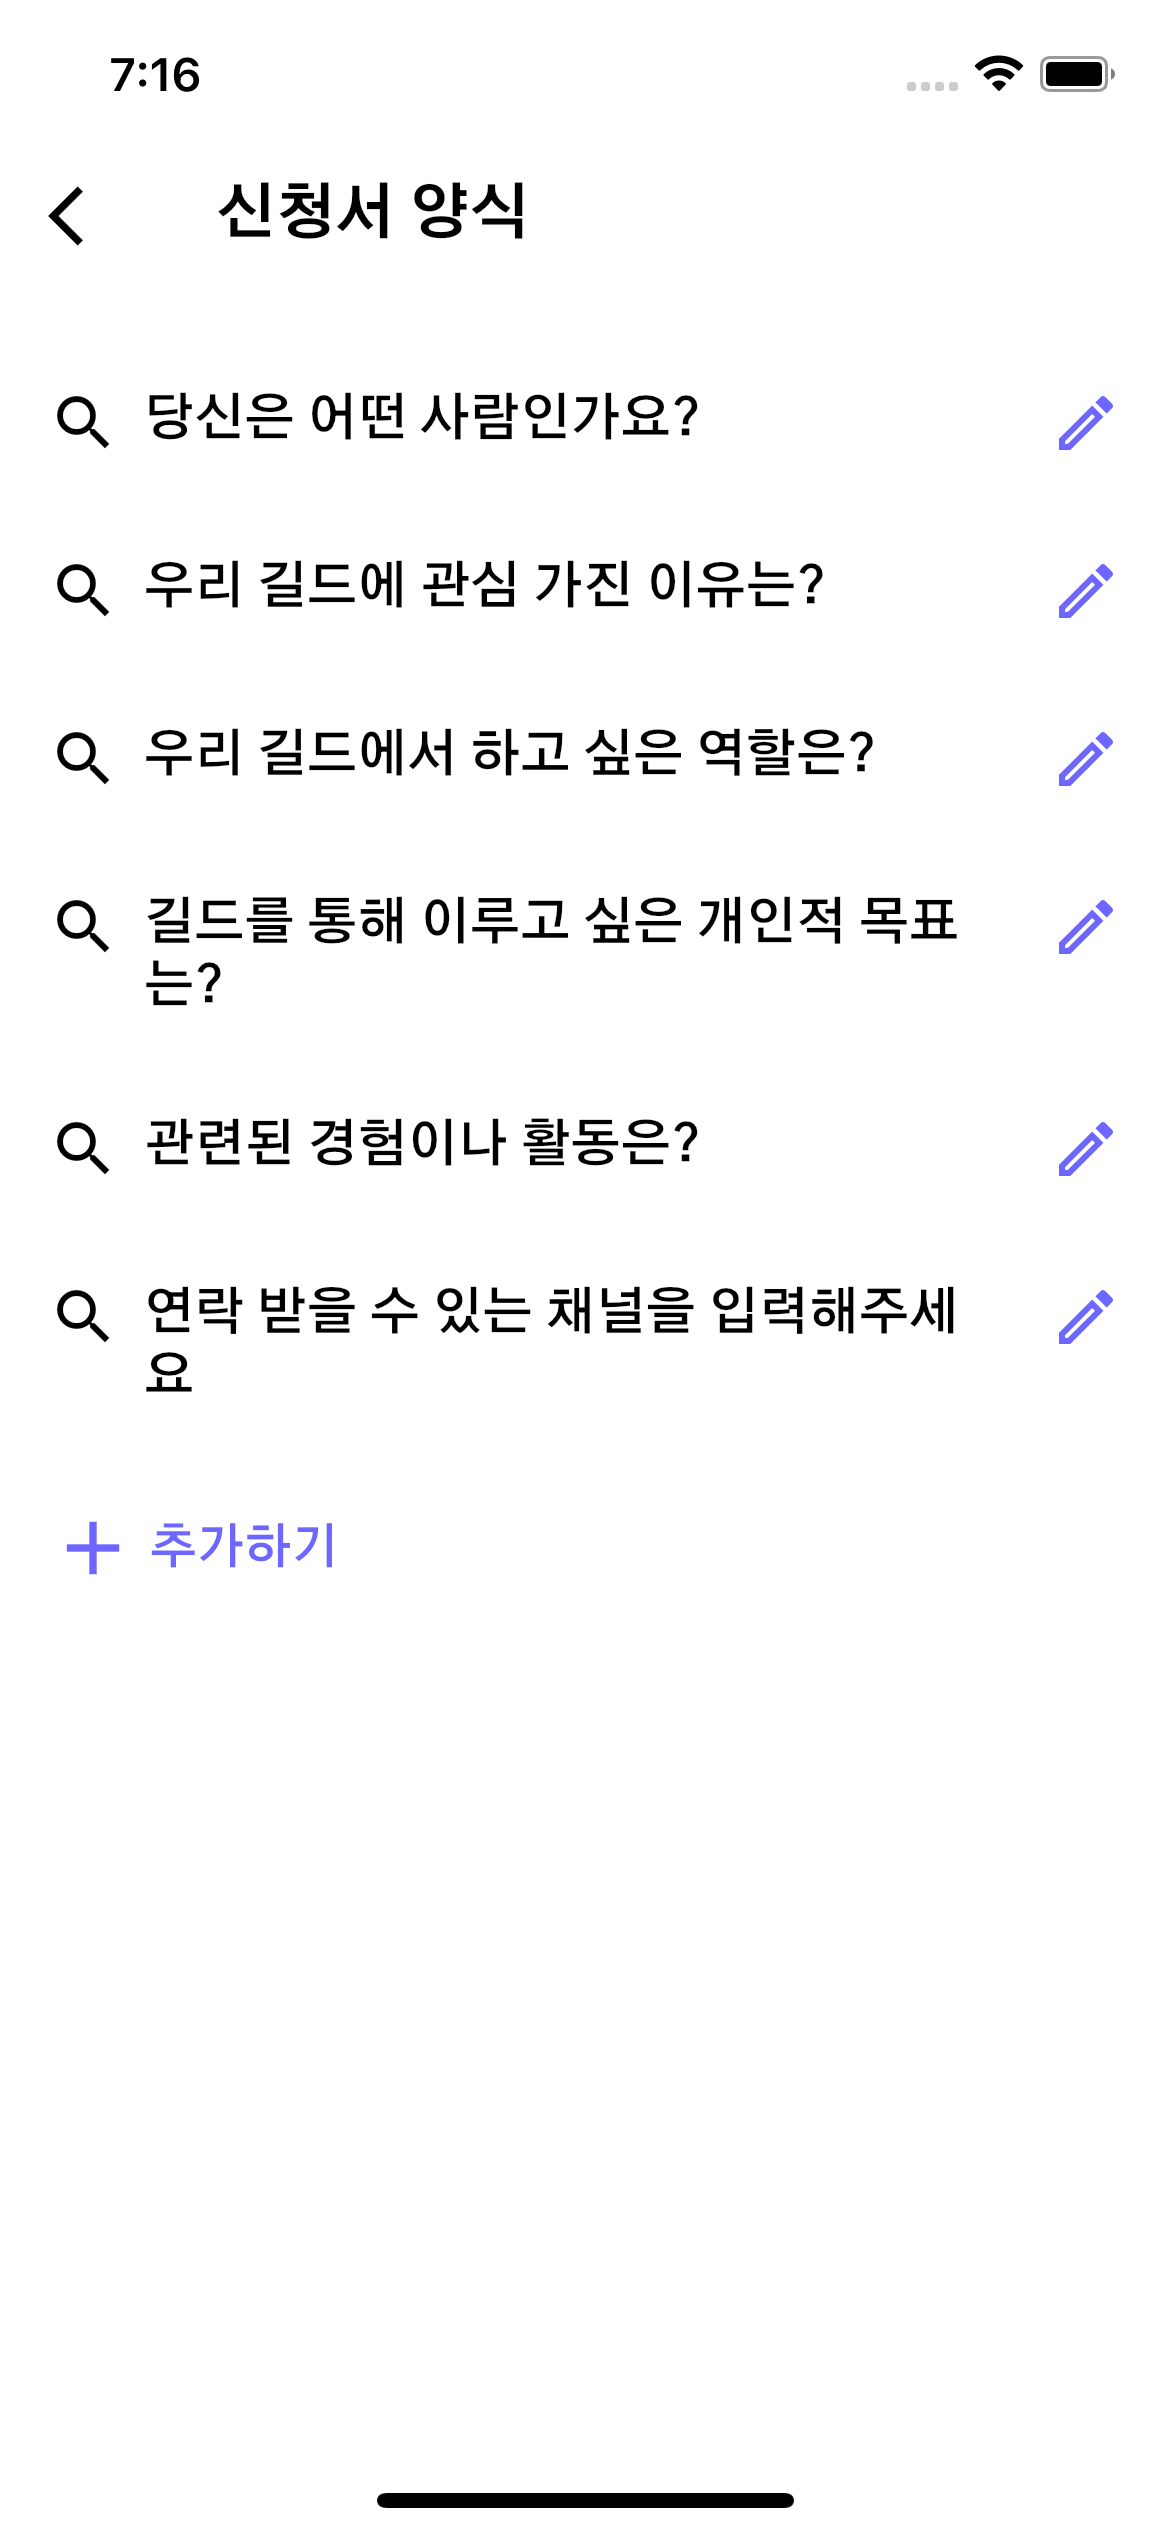 7:16
신청서 양식
당신은 어떤 사람인가요?
우리 길드에 관심 가진 이유는?
우리 길드에서 하고 싶은 역할은?
길드를 통해 이루고 싶은 개인적 목표
는?
관련된 경험이나 활동은?
연락 받을 수 있는 채널을 입력해주세
요
추가하기